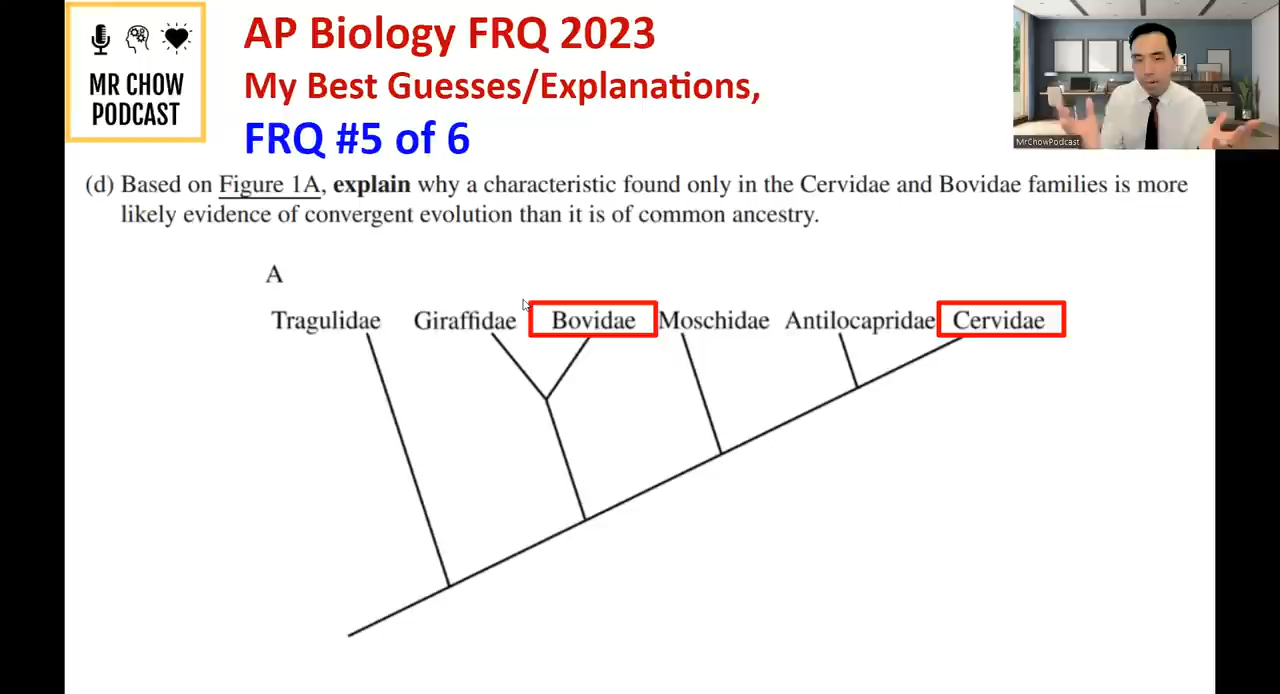 MR CHOW
PODCAST
AP Biology FRQ 2023
My Best Guesses/Explanations,
FRQ #5 of 6
MrChowPodcast
(d) Based on Figure 1A, explain why a characteristic found only in the Cervidae and Bovidae families is more
likely evidence of convergent evolution than it is of common ancestry.
A
Tragulidae Giraffidae Bovidae Moschidae Antilocapridae Cervidae